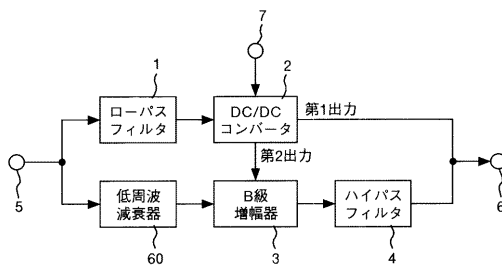 7
1
2
ローパス
フィルタ
DC/DC
コンバータ
第1出力
第2出力
5
6
低周波
減衰器
B級
増幅器
ハイパス
フィルタ
60
3
4